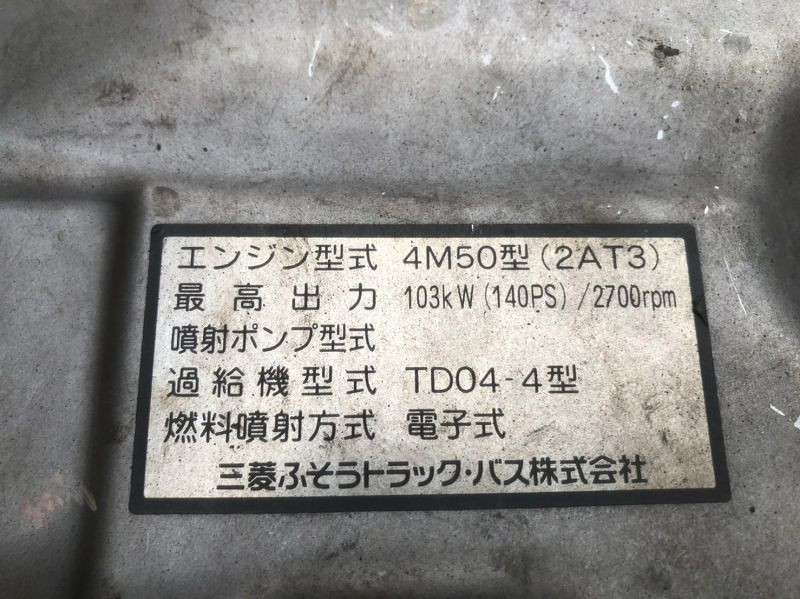 エンジン型式 4M50型(2AT3)
最高出力 103kW(140PS)/2700rpm
噴射ポンプ型式
過給機型式 TD04-4型
燃料噴射方式 電子式
三菱ふそうトラック・バス株式会社